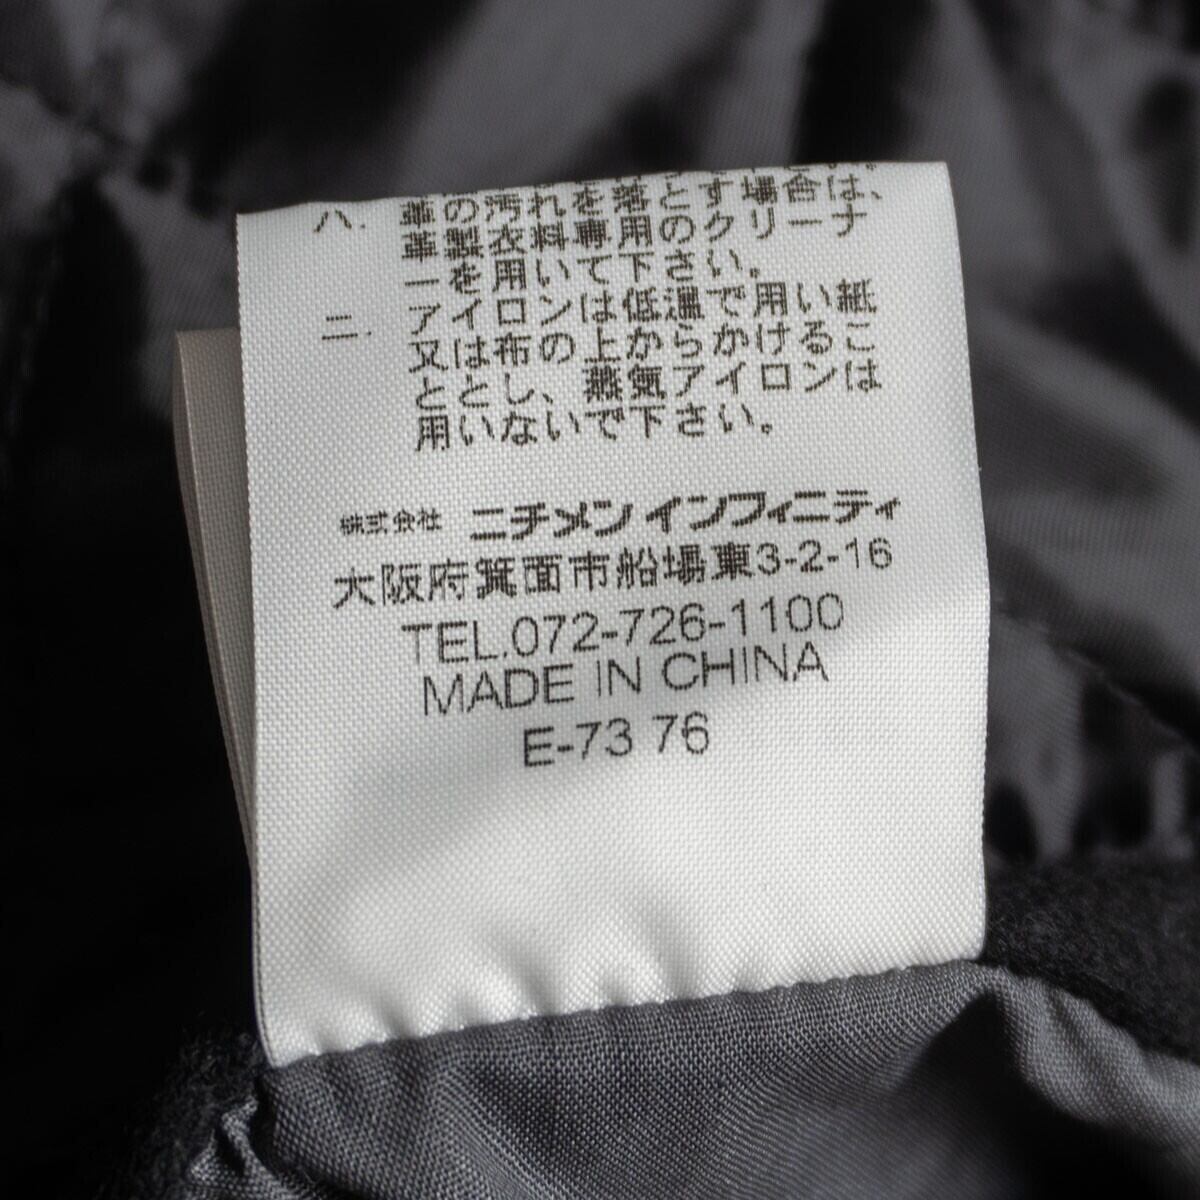 ハ. 革の汚れを落とす場合は、
革製衣料専用のクリーナ
ーを用いて下さい。
ニ. アイロンは低温で用い紙
又は布の上からかけるこ
ととし、蒸気アイロンは
用いないで下さい。
株式会社 ニチメンインフィニティ
大阪府箕面市船場東3-2-16
TEL.072-726-1100
MADE IN CHINA
E-73 76